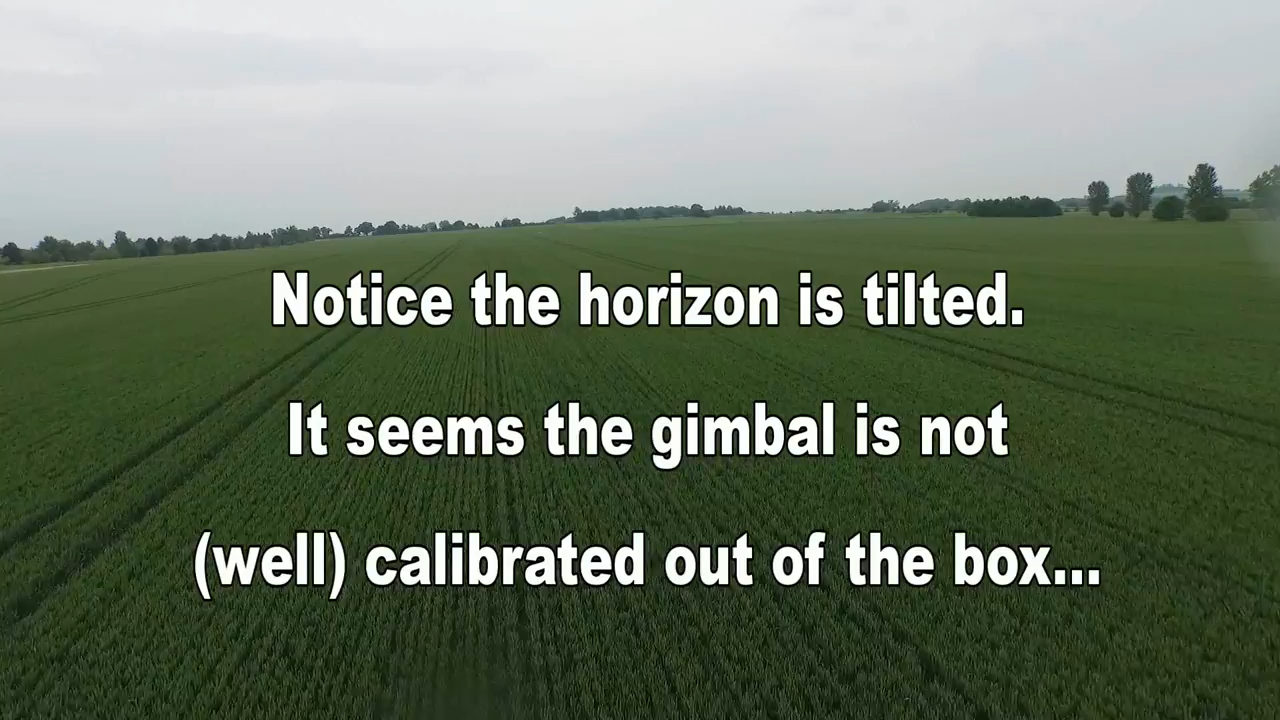 Notice the horizon is tilted.
It seems the gimbal is not
(well) calibrated out of the box...